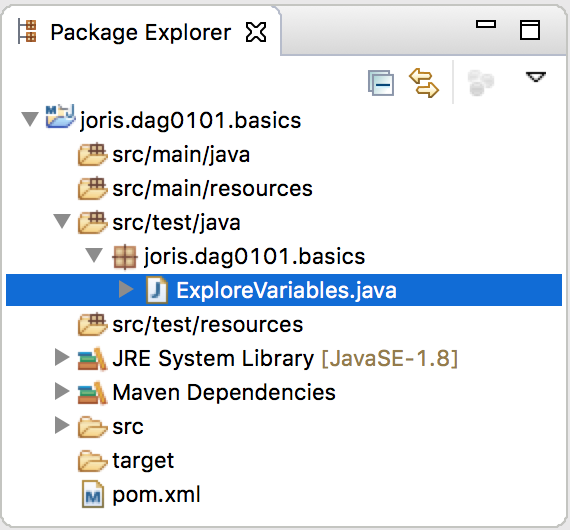 Package Explorer
joris.dag0101.basics
src/main/java
src/main/resources
src/test/java
joris.dag0101.basics
ExploreVariables.java
src/test/resources
JRE System Library [JavaSE-1.8]
Maven Dependencies
src
target
pom.xml